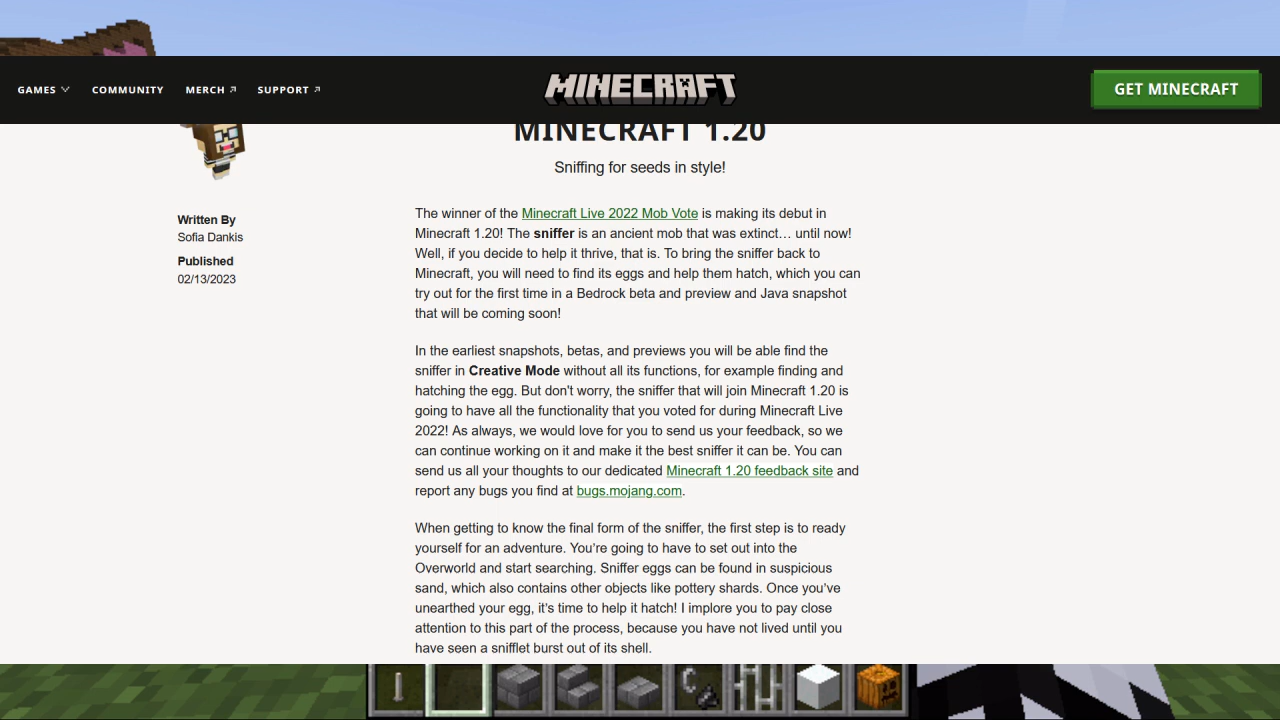 GAMES COMMUNITY MERCH SUPPORT MINECRAFT GET MINECRAFT
MINECRAFT 1.20
Sniffing for seeds in style!
Written By
Sofia Dankis
Published
02/13/2023
The winner of the Minecraft Live 2022 Mob Vote is making its debut in
Minecraft 1.20! The sniffer is an ancient mob that was extinct… until now!
Well, if you decide to help it thrive, that is. To bring the sniffer back to
Minecraft, you will need to find its eggs and help them hatch, which you can
try out for the first time in a Bedrock beta and preview and Java snapshot
that will be coming soon!
In the earliest snapshots, betas, and previews you will be able find the
sniffer in Creative Mode without all its functions, for example finding and
hatching the egg. But don't worry, the sniffer that will join Minecraft 1.20 is
going to have all the functionality that you voted for during Minecraft Live
2022! As always, we would love for you to send us your feedback, so we
can continue working on it and make it the best sniffer it can be. You can
send us all your thoughts to our dedicated Minecraft 1.20 feedback site and
report any bugs you find at bugs.mojang.com.
When getting to know the final form of the sniffer, the first step is to ready
yourself for an adventure. You’re going to have to set out into the
Overworld and start searching. Sniffer eggs can be found in suspicious
sand, which also contains other objects like pottery shards. Once you’ve
unearthed your egg, it’s time to help it hatch! I implore you to pay close
attention to this part of the process, because you have not lived until you
have seen a snifflet burst out of its shell.